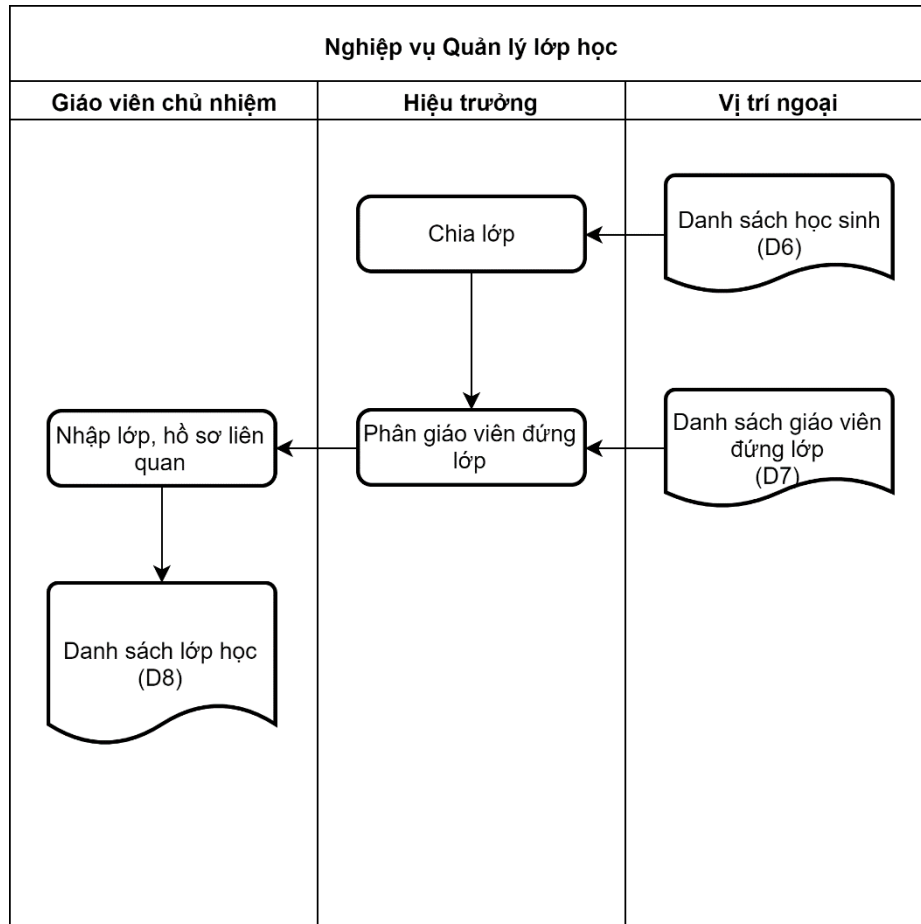 Nghiệp vụ Quản lý lớp học
Giáo viên chủ nhiệm
Hiệu trưởng
Vị trí ngoại
Chia lớp
Danh sách học sinh
(D6)
Nhập lớp, hồ sơ liên
quan
Phân giáo viên đứng
lớp
Danh sách giáo viên
đứng lớp
(D7)
Danh sách lớp học
(D8)